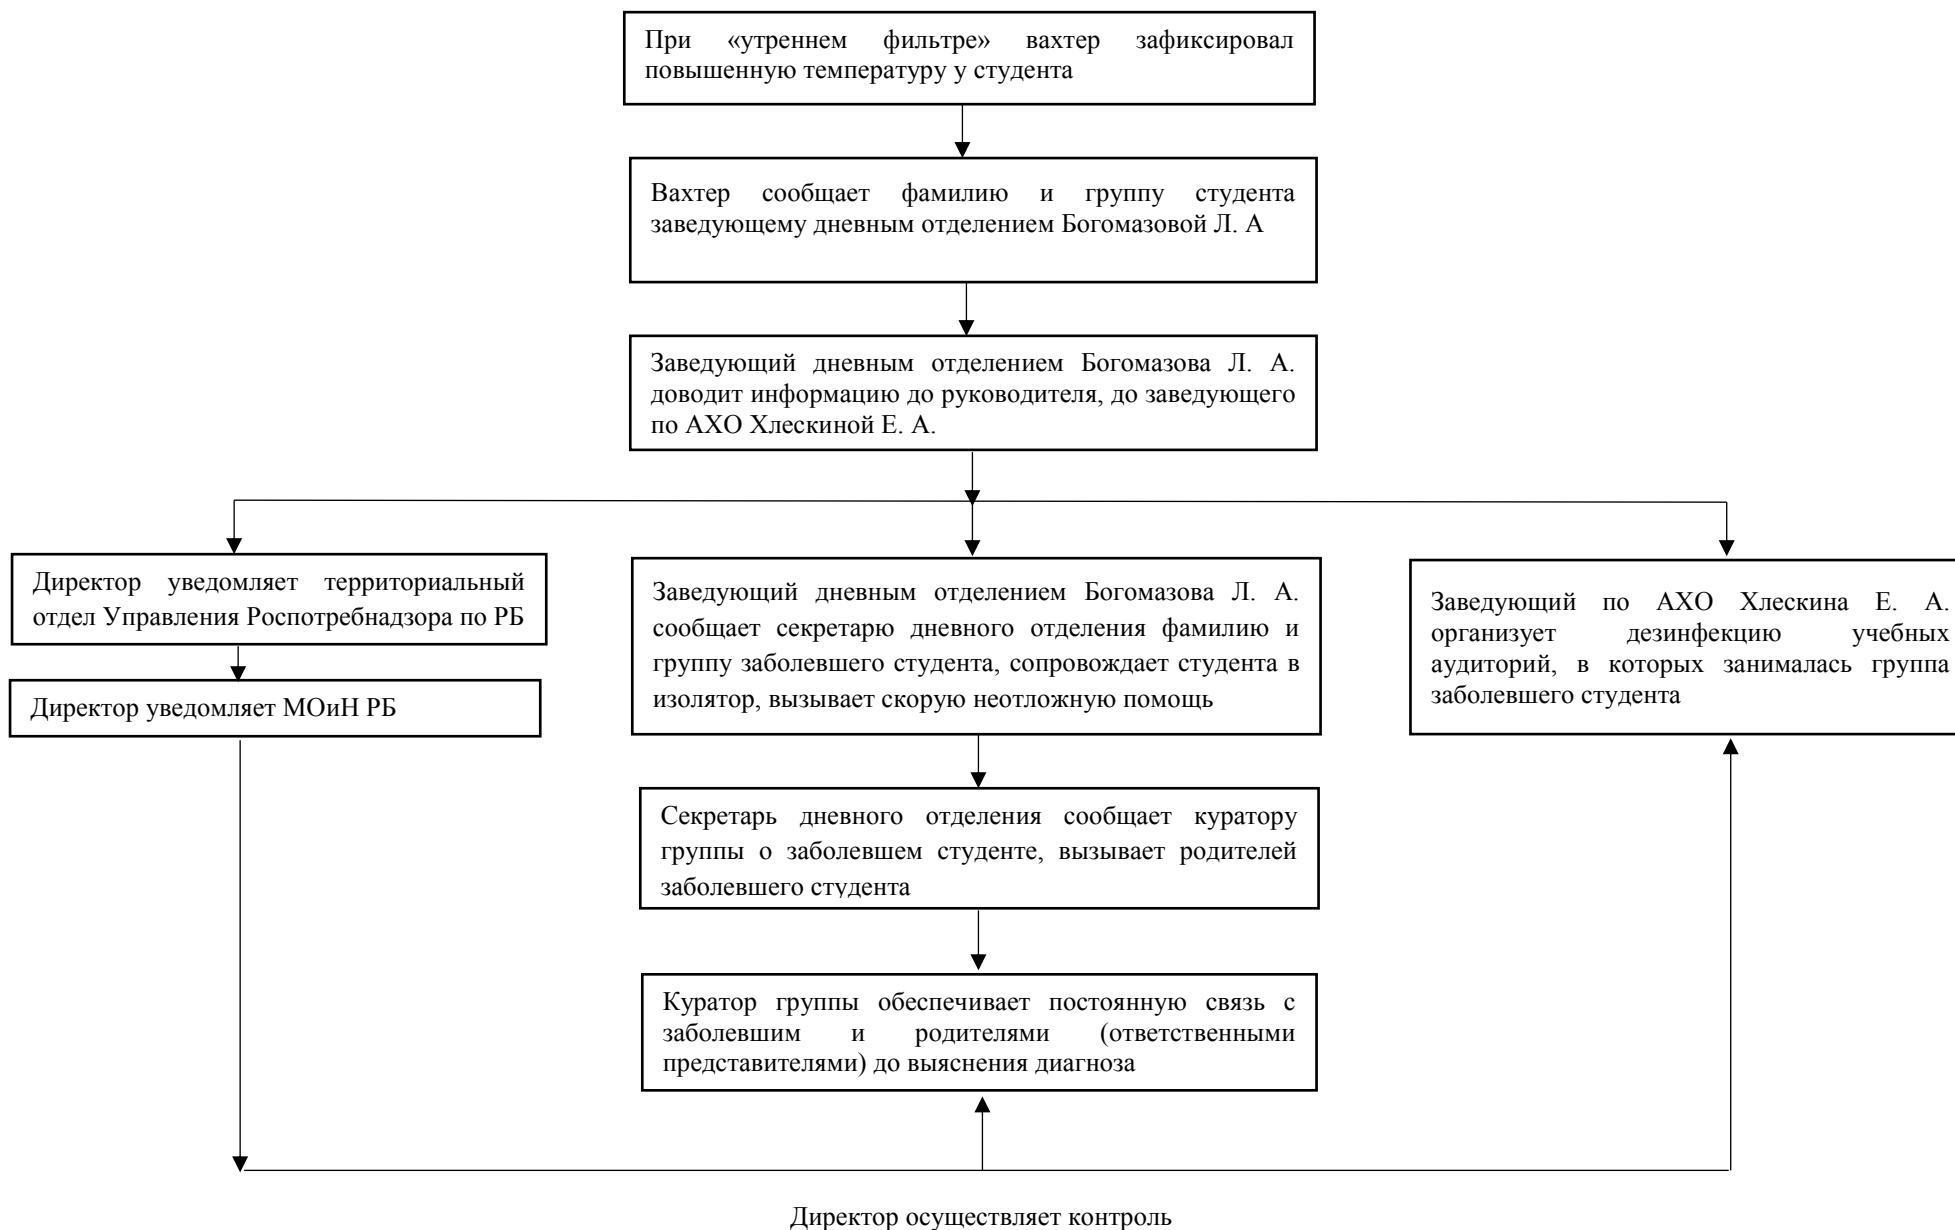 При «утреннем фильтре» вахтер зафиксировал
повышенную температуру у студента
Вахтер сообщает фамилию и группу студента
заведующему дневным отделением Богомазовой Л. А
Заведующий дневным отделением Богомазова Л. А.
доводит информацию до руководителя, до заведующего
по АХО Хлескиной Е. А.
Директор уведомляет территориальный
отдел Управления Роспотребнадзора по РБ
Директор уведомляет МОиН РБ
Заведующий дневным отделением Богомазова Л. А.
сообщает секретарю дневного отделения фамилию и
группу заболевшего студента, сопровождает студента в
изолятор, вызывает скорую неотложную помощь
Секретарь дневного отделения сообщает куратору
группы о заболевшем студенте, вызывает родителей
заболевшего студента
Куратор группы обеспечивает постоянную связь с
заболевшим и родителями (ответственными
представителями) до выяснения диагноза
Заведующий по АХО Хлескина Е. А.
организует дезинфекцию учебных
аудиторий, в которых занималась группа
заболевшего студента
Директор осуществляет контроль